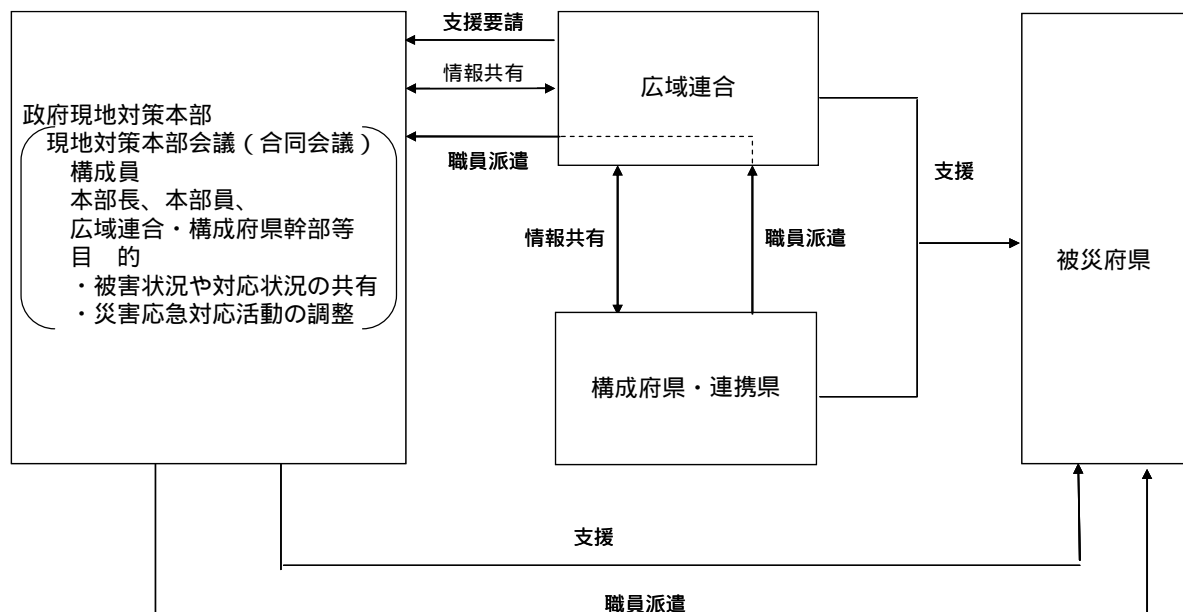 支援要請
情報共有
広域連合
政府現地対策本部
現地対策本部会議(合同会議)
構成員
本部長、本部員、
広域連合・構成府県幹部等
目 的
・被害状況や対応状況の共有
・災害応急対応活動の調整
職員派遣
支援
情報共有
職員派遣
被災府県
構成府県・連携県
支援
職員派遣